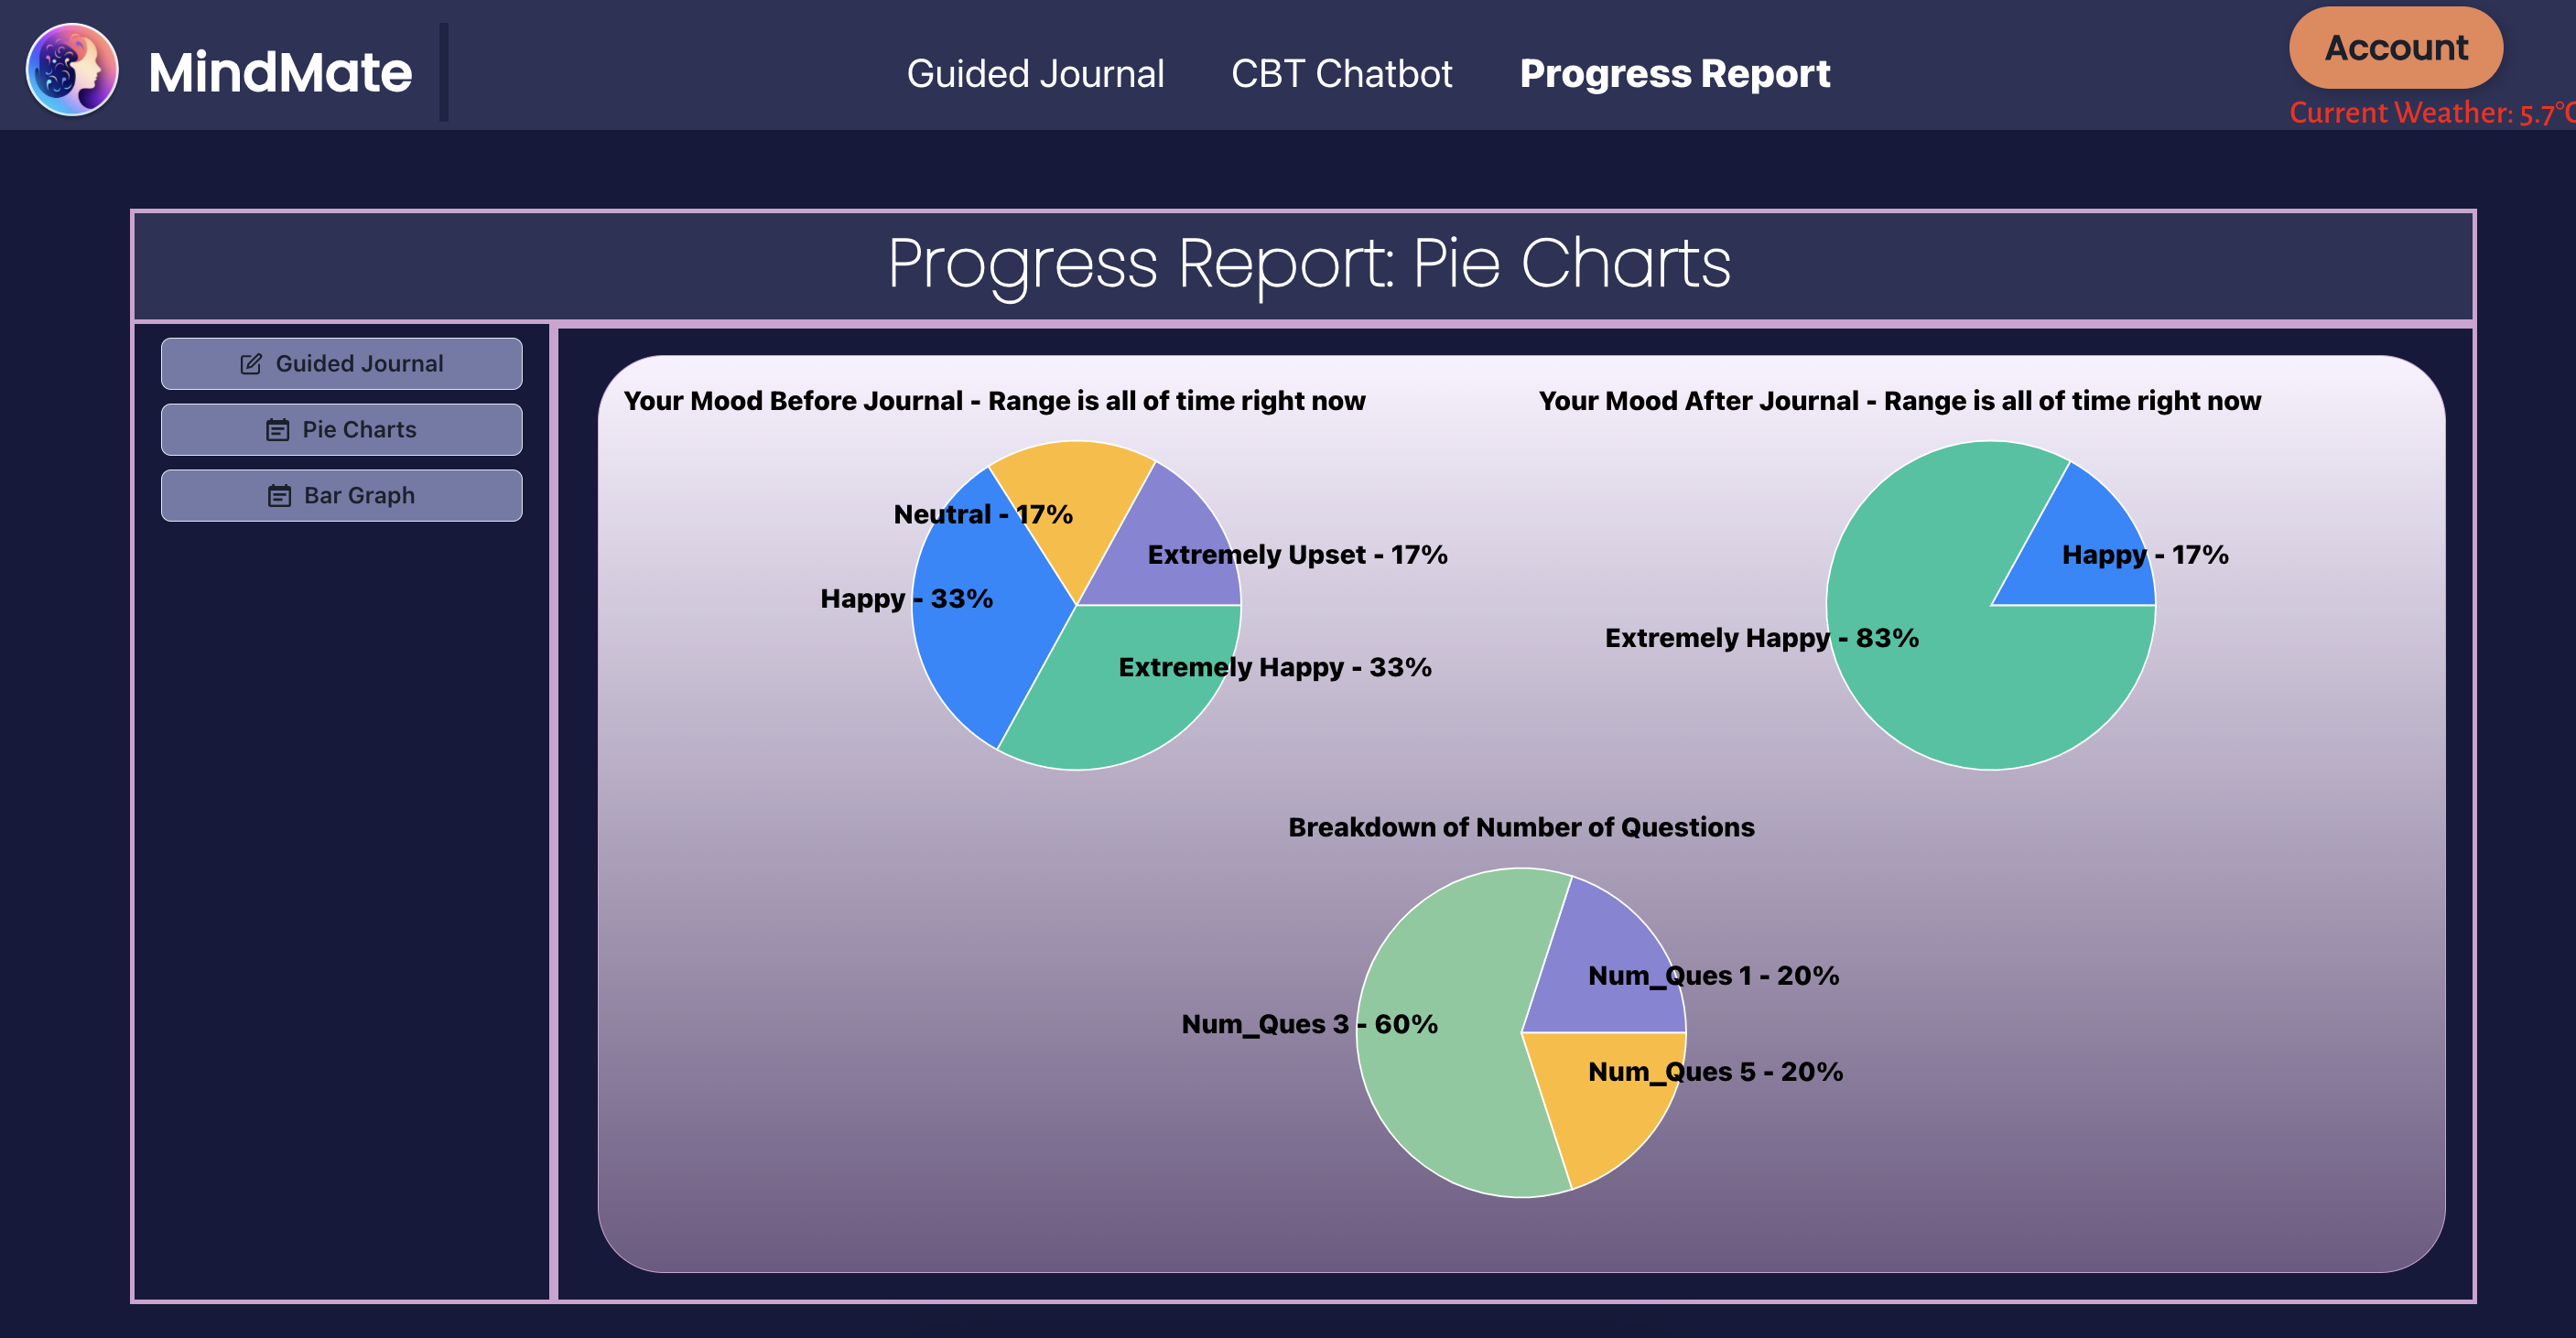 MindMate
Guided Journal
CBT Chatbot
Progress Report
Account
Current Weather: 5.7°C
Progress Report: Pie Charts
Guided Journal
Pie Charts
Bar Graph
Your Mood Before Journal - Range is all of time right now
Neutral - 17%
Extremely Upset - 17%
Happy - 33%
Extremely Happy - 33%
Your Mood After Journal - Range is all of time right now
Happy - 17%
Extremely Happy - 83%
Breakdown of Number of Questions
Num_Ques 1 - 20%
Num_Ques 3 - 60%
Num_Ques 5 - 20%